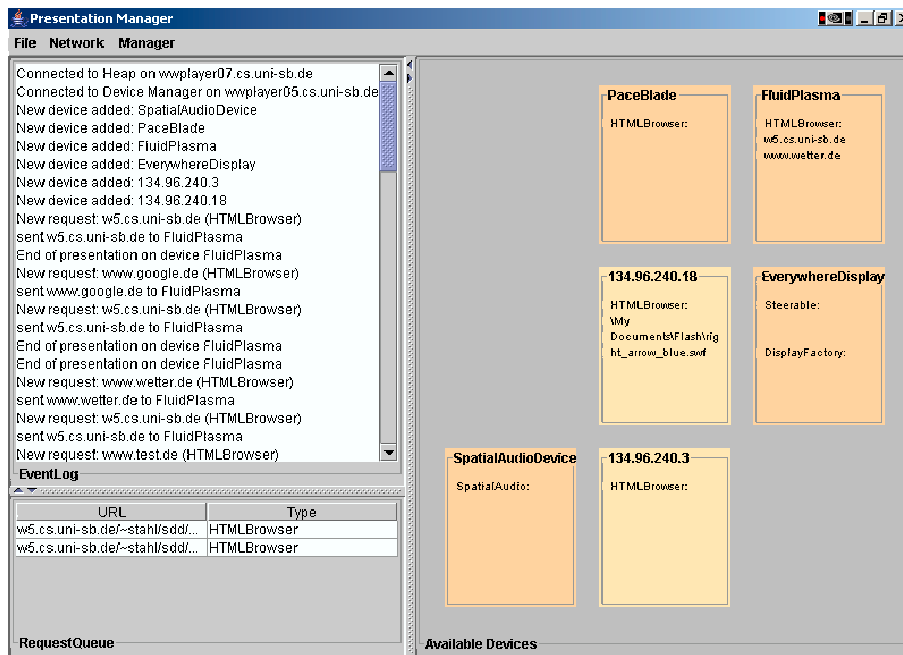 Presentation Manager
File Network Manager
Connected to Heap on wwplayer07.cs.uni-sb.de
Connected to Device Manager on wwplayer05.cs.uni-sb.de
New device added: SpatialAudioDevice
New device added: PaceBlade
New device added: FluidPlasma
New device added: EverywhereDisplay
New device added: 134.96.240.3
New device added: 134.96.240.18
New request: w5.cs.uni-sb.de (HTMLBrowser)
sent w5.cs.uni-sb.de to FluidPlasma
End of presentation on device FluidPlasma
New request: www.google.de (HTMLBrowser)
sent www.google.de to FluidPlasma
New request: w5.cs.uni-sb.de (HTMLBrowser)
sent w5.cs.uni-sb.de to FluidPlasma
End of presentation on device FluidPlasma
End of presentation on device FluidPlasma
New request: www.wetter.de (HTMLBrowser)
sent www.wetter.de to FluidPlasma
New request: w5.cs.uni-sb.de (HTMLBrowser)
sent w5.cs.uni-sb.de to FluidPlasma
New request: www.test.de (HTMLBrowser)
EventLog
URL Type
w5.cs.uni-sb.de/~stahl/sdd/... HTMLBrowser
w5.cs.uni-sb.de/~stahl/sdd/... HTMLBrowser
RequestQueue
PaceBlade
HTMLBrowser:
FluidPlasma
HTMLBrowser:
w5.cs.uni-sb.de
www.wetter.de
134.96.240.18
HTMLBrowser:
\My
Documents\Flash\rig
ht_arrow_blue.swf
EverywhereDisplay
Steerable:
DisplayFactory:
SpatialAudioDevice
SpatialAudio:
134.96.240.3
HTMLBrowser:
Available Devices